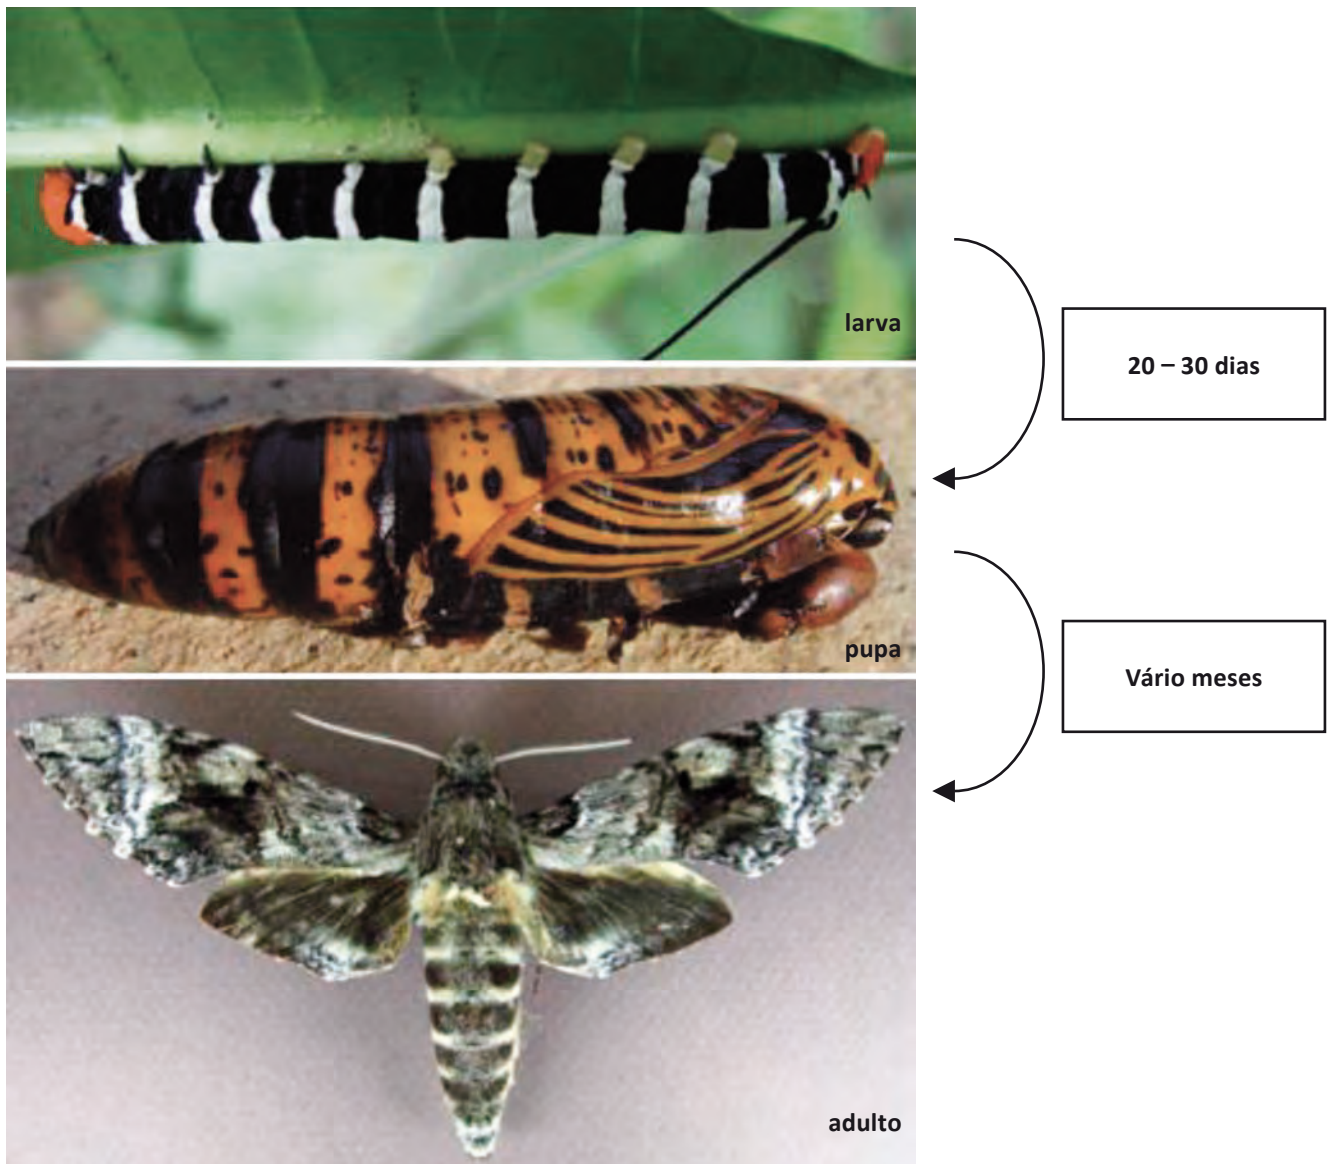 larva
20 – 30 dias
pupa
Vário meses
adulto